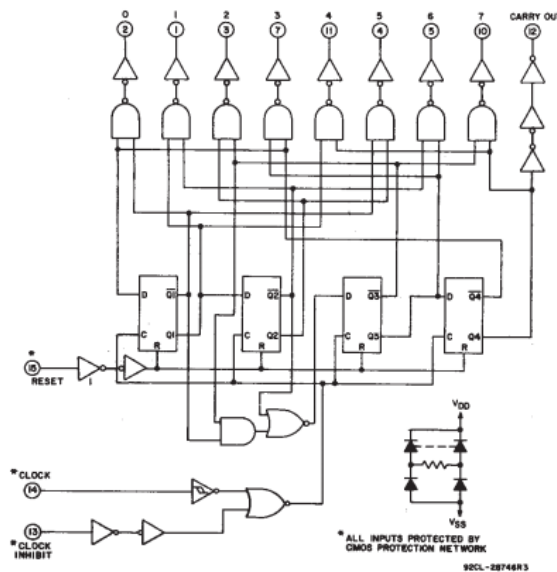 0 1 2 3 4 5 6 7 CARRY OUT
2 1 3 7 11 4 5 10 12
D Q1 D Q2 D Q3 D Q4
C Q1 C Q2 C Q3 C Q4
R R R R
*
15
RESET 1
VDD
* CLOCK
14
13
* CLOCK
INHIBIT
VSS
* ALL INPUTS PROTECTED BY
CMOS PROTECTION NETWORK
92CL-28746R3